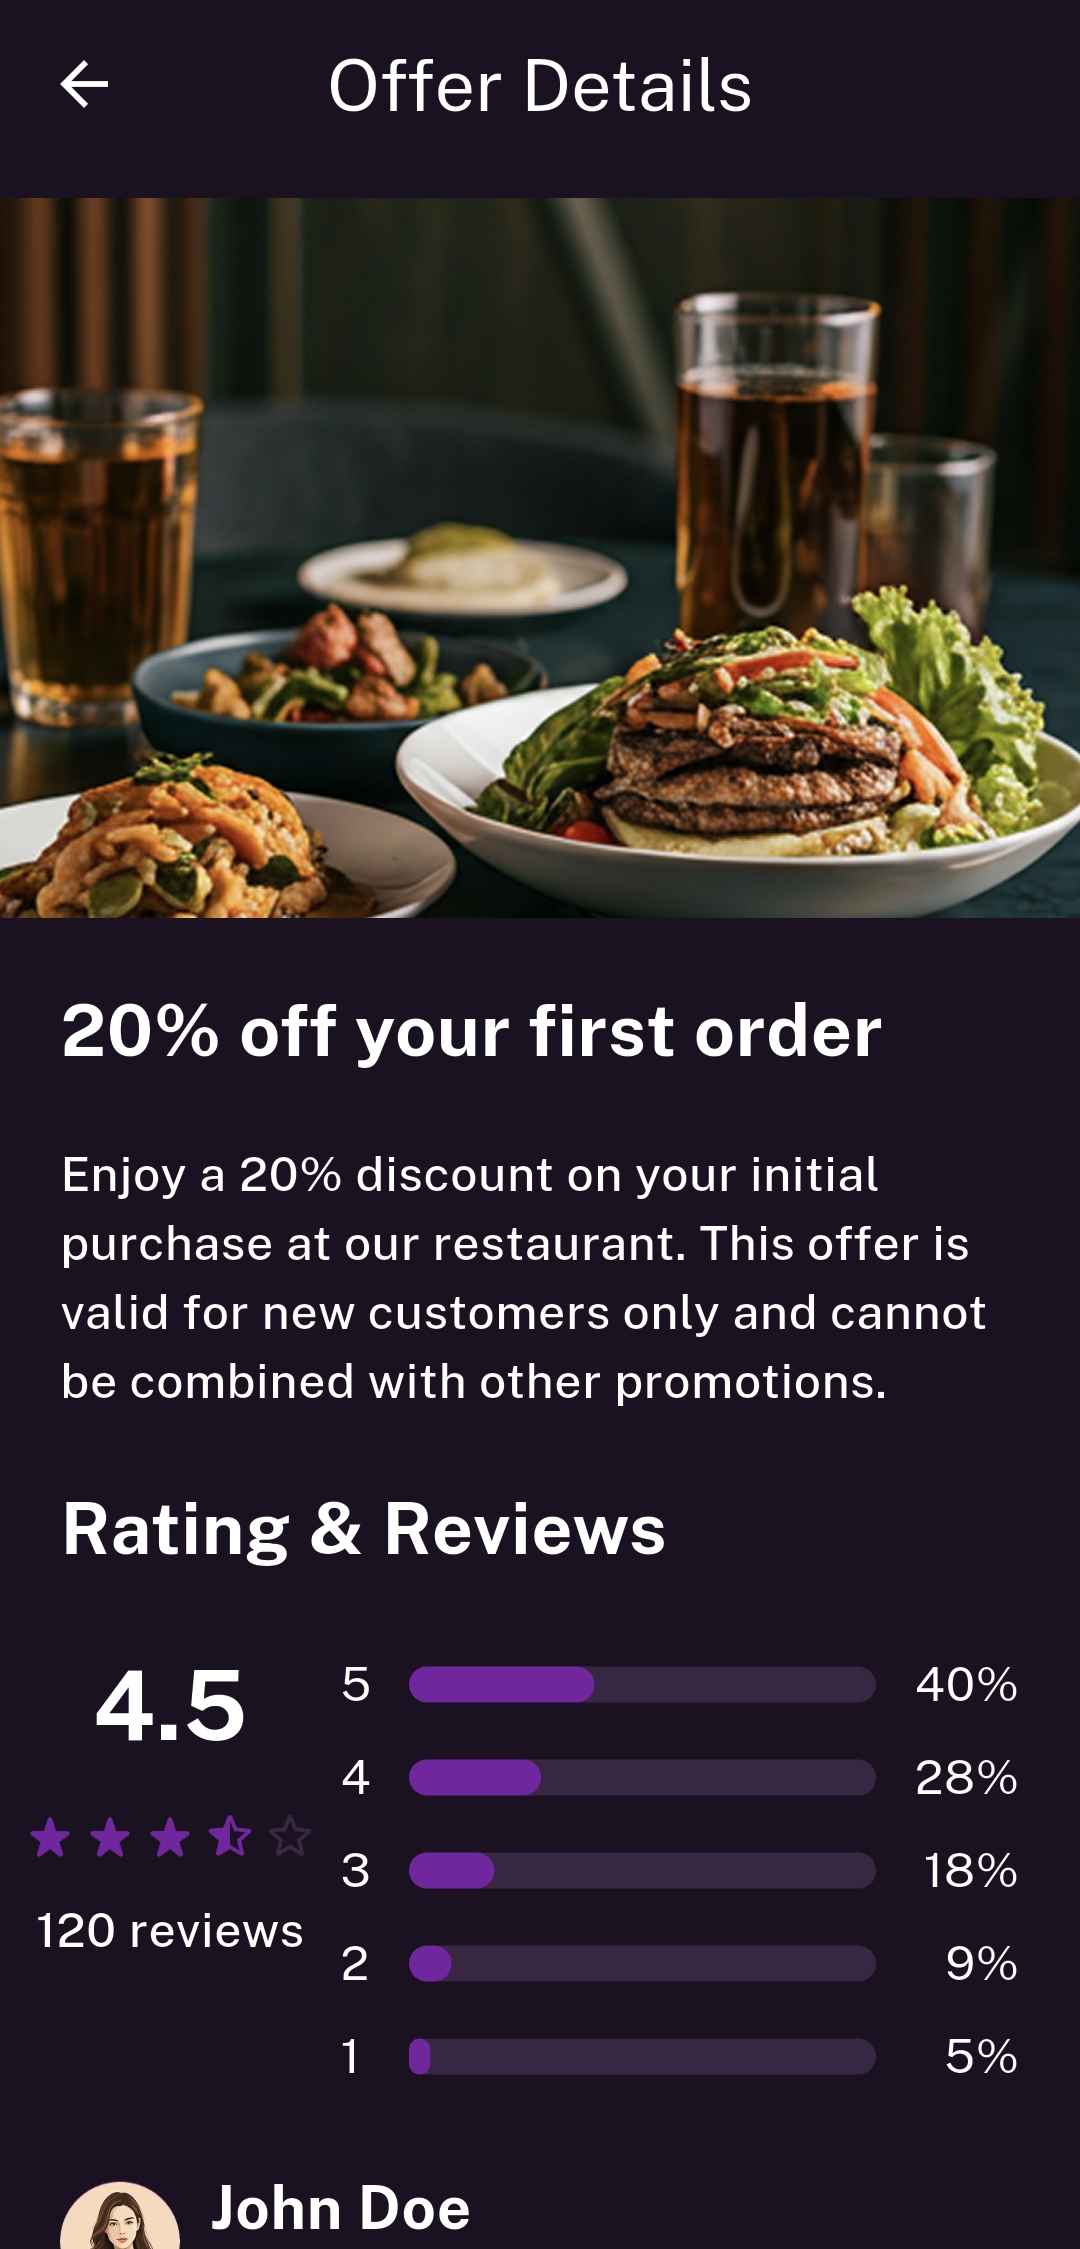 Offer Details
20% off your first order
Enjoy a 20% discount on your initial
purchase at our restaurant. This offer is
valid for new customers only and cannot
be combined with other promotions.
Rating & Reviews
4.5
120 reviews
5 40%
4 28%
3 18%
2 9%
1 5%
John Doe